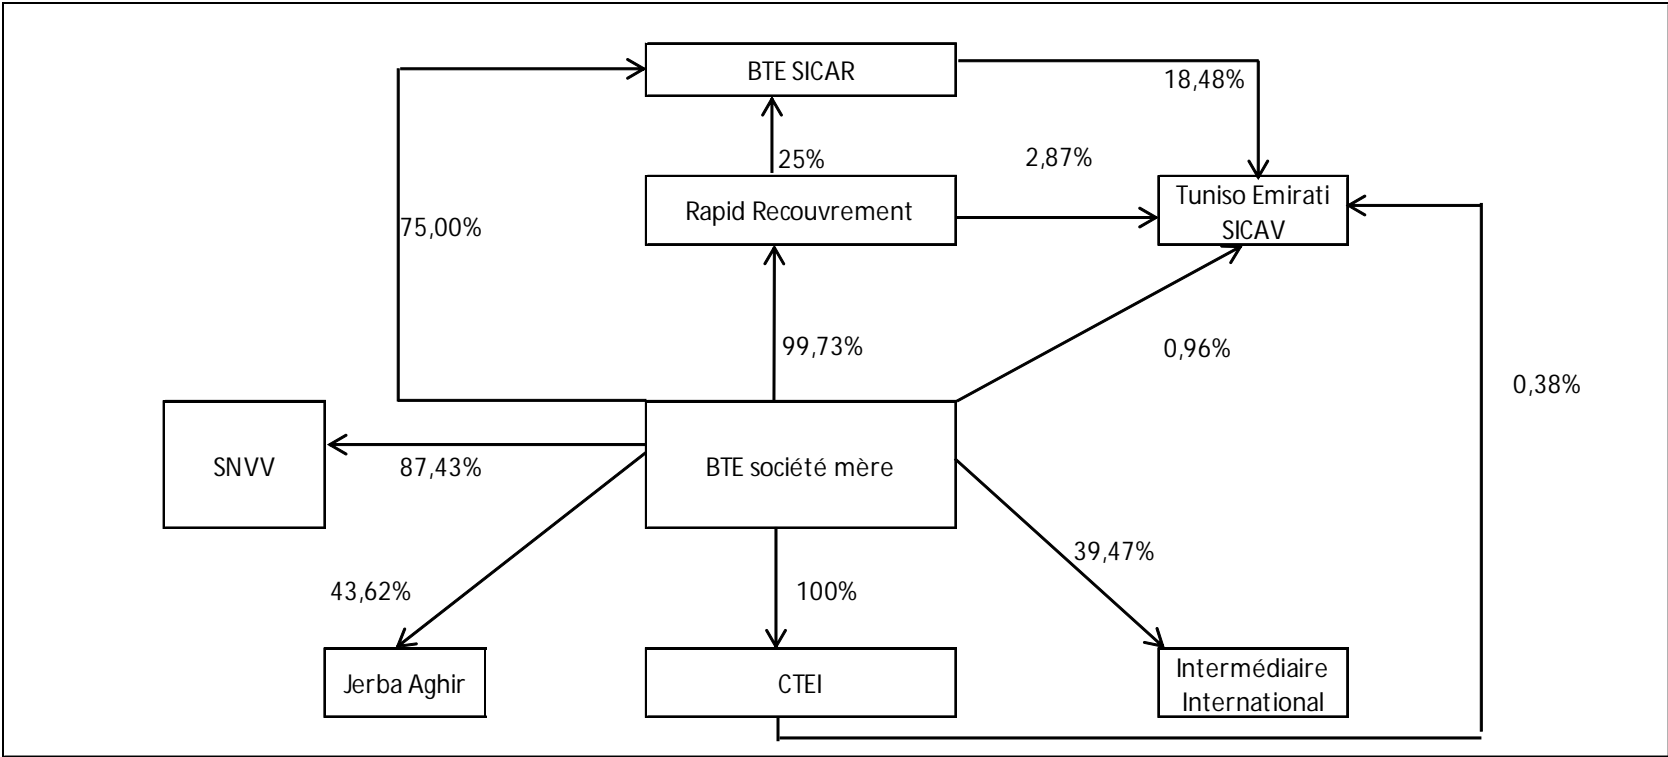 BTE SICAR
18,48%
25%
2,87%
Rapid Recouvrement
Tuniso Emirati
SICAV
75,00%
99,73%
0,96%
0,38%
SNVV
87,43%
BTE société mère
39,47%
43,62%
100%
Jerba Aghir
CTEI
Intermédiaire
International